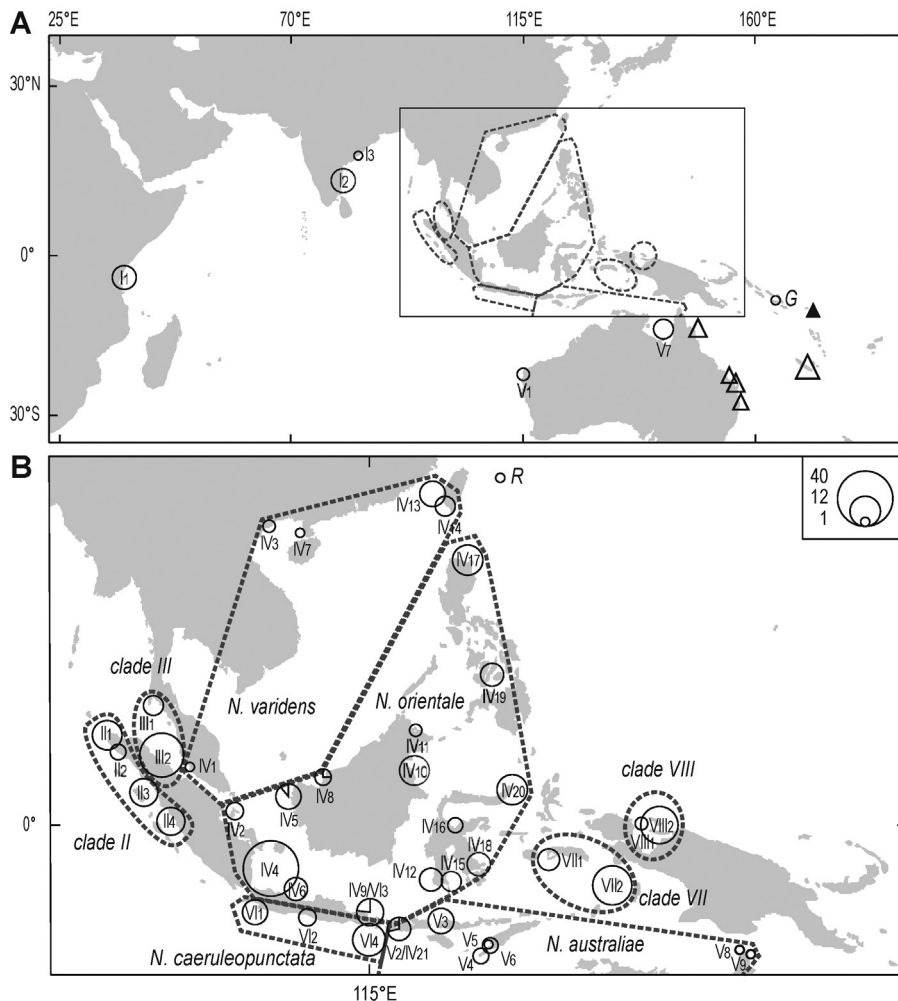 25°E 70°E 115°E 160°E
A
30°N
I3
I2
0°
I1
G
V7
V1
30°S
B
R
40
12
1
IV13
IV3
IV7
IV14
IV17
clade III
N. varidens
N. orientale
IV19
III1
II1
IV11
II2
III2
IV1
IV10
clade VIII
IV8
II3
IV20
IV5
0°
II4
IV2
IV16
VIII2
VIII1
clade II
IV18
VII1
IV4
IV12
IV15
IV6
VII2
clade VII
IV9/VI3
VI1
VI2
V3
VI4
V2/IV21
V5
V6
V4
N. australiae
V8
V9
N. caeruleopunctata
115°E